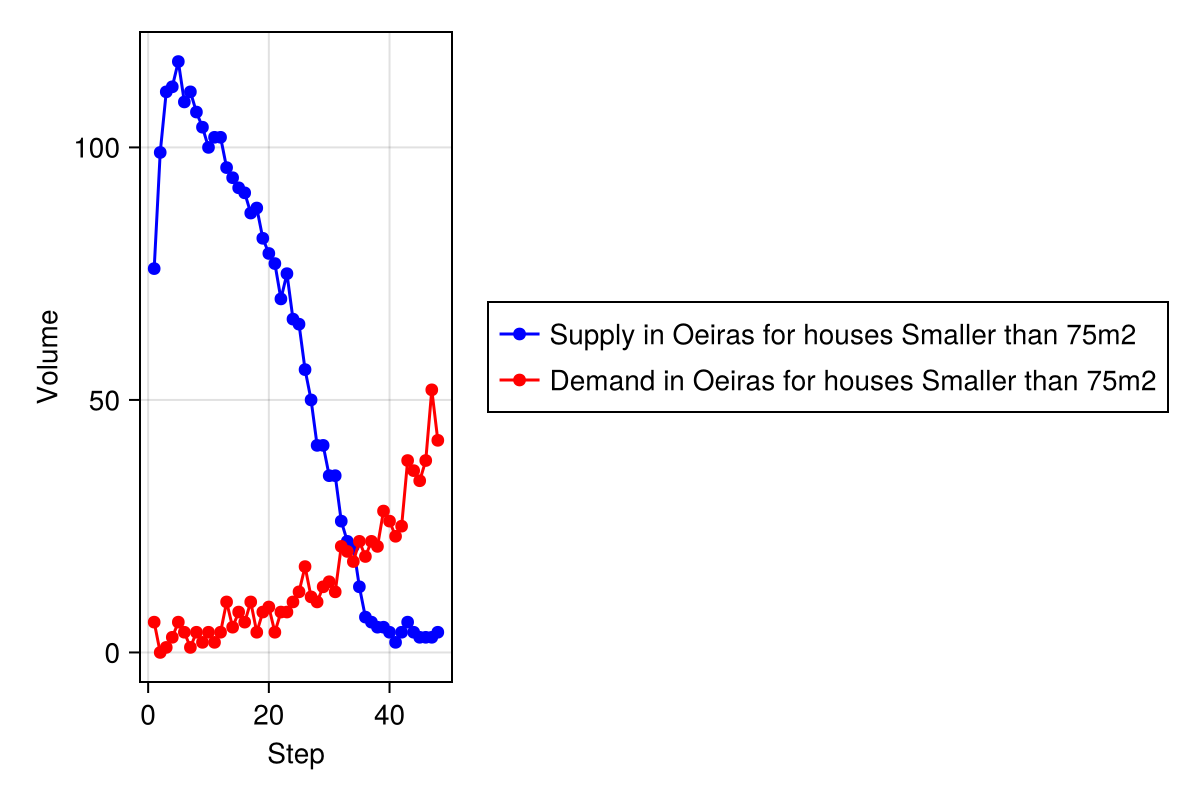 Volume
100
50
0
0 20 40
Step
Supply in Oeiras for houses Smaller than 75m2
Demand in Oeiras for houses Smaller than 75m2